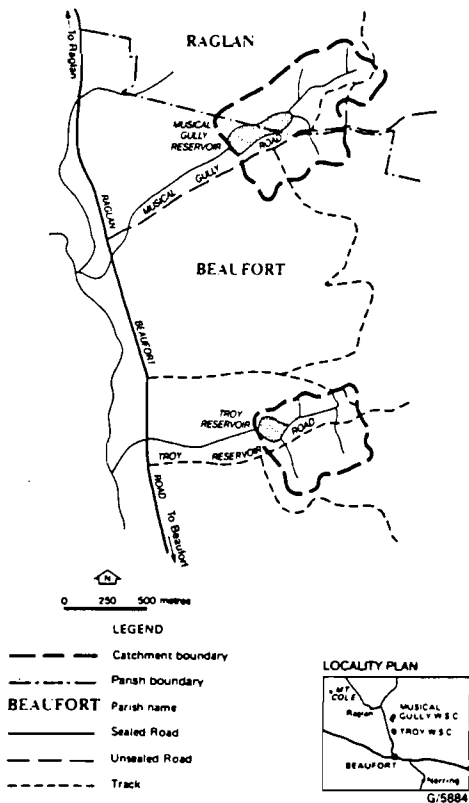 To Raglan
RAGLAN
MUSICAL
GULLY
RESERVOIR
MUSICAL GULLY ROAD
RAGLAN
BEAUFORT
BEAUFORT
TROY
RESERVOIR
TROY RESERVOIR ROAD
ROAD
To Beaufort
N
0 250 500 metres
LEGEND
Catchment boundary
Parish boundary
BEAUFORT Parish name
Sealed Road
Unsealed Road
Track
LOCALITY PLAN
MT.
COLE
Raglan
MUSICAL
GULLY W S C
TROY W S C
BEAUFORT
Nerring
G/5884